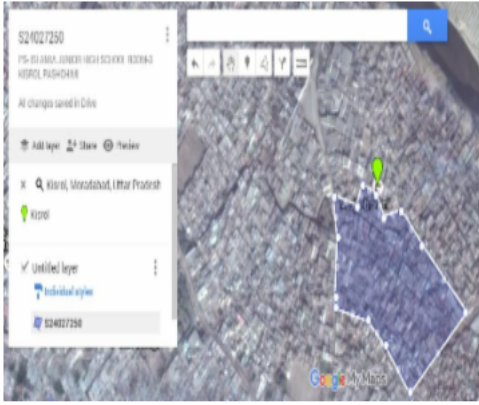 S24027250
KISROL
All changes saved in Drive
Add layer Share Preview
Kisrol, Moradabad, Uttar Pradesh
Kisrol
Untitled layer
Individual styles
S24027250
Google My Maps